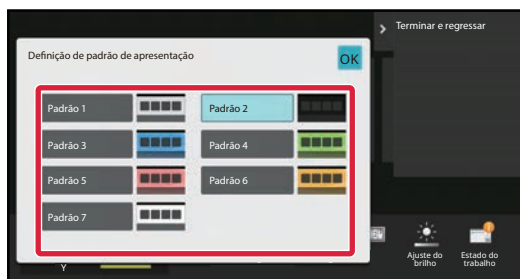 Terminar e regressar
Definição de padrão de apresentação
OK
Padrão 1
Padrão 2
Padrão 3
Padrão 4
Padrão 5
Padrão 6
Padrão 7
Y
Ajuste do
brilho
Estado do
trabalho